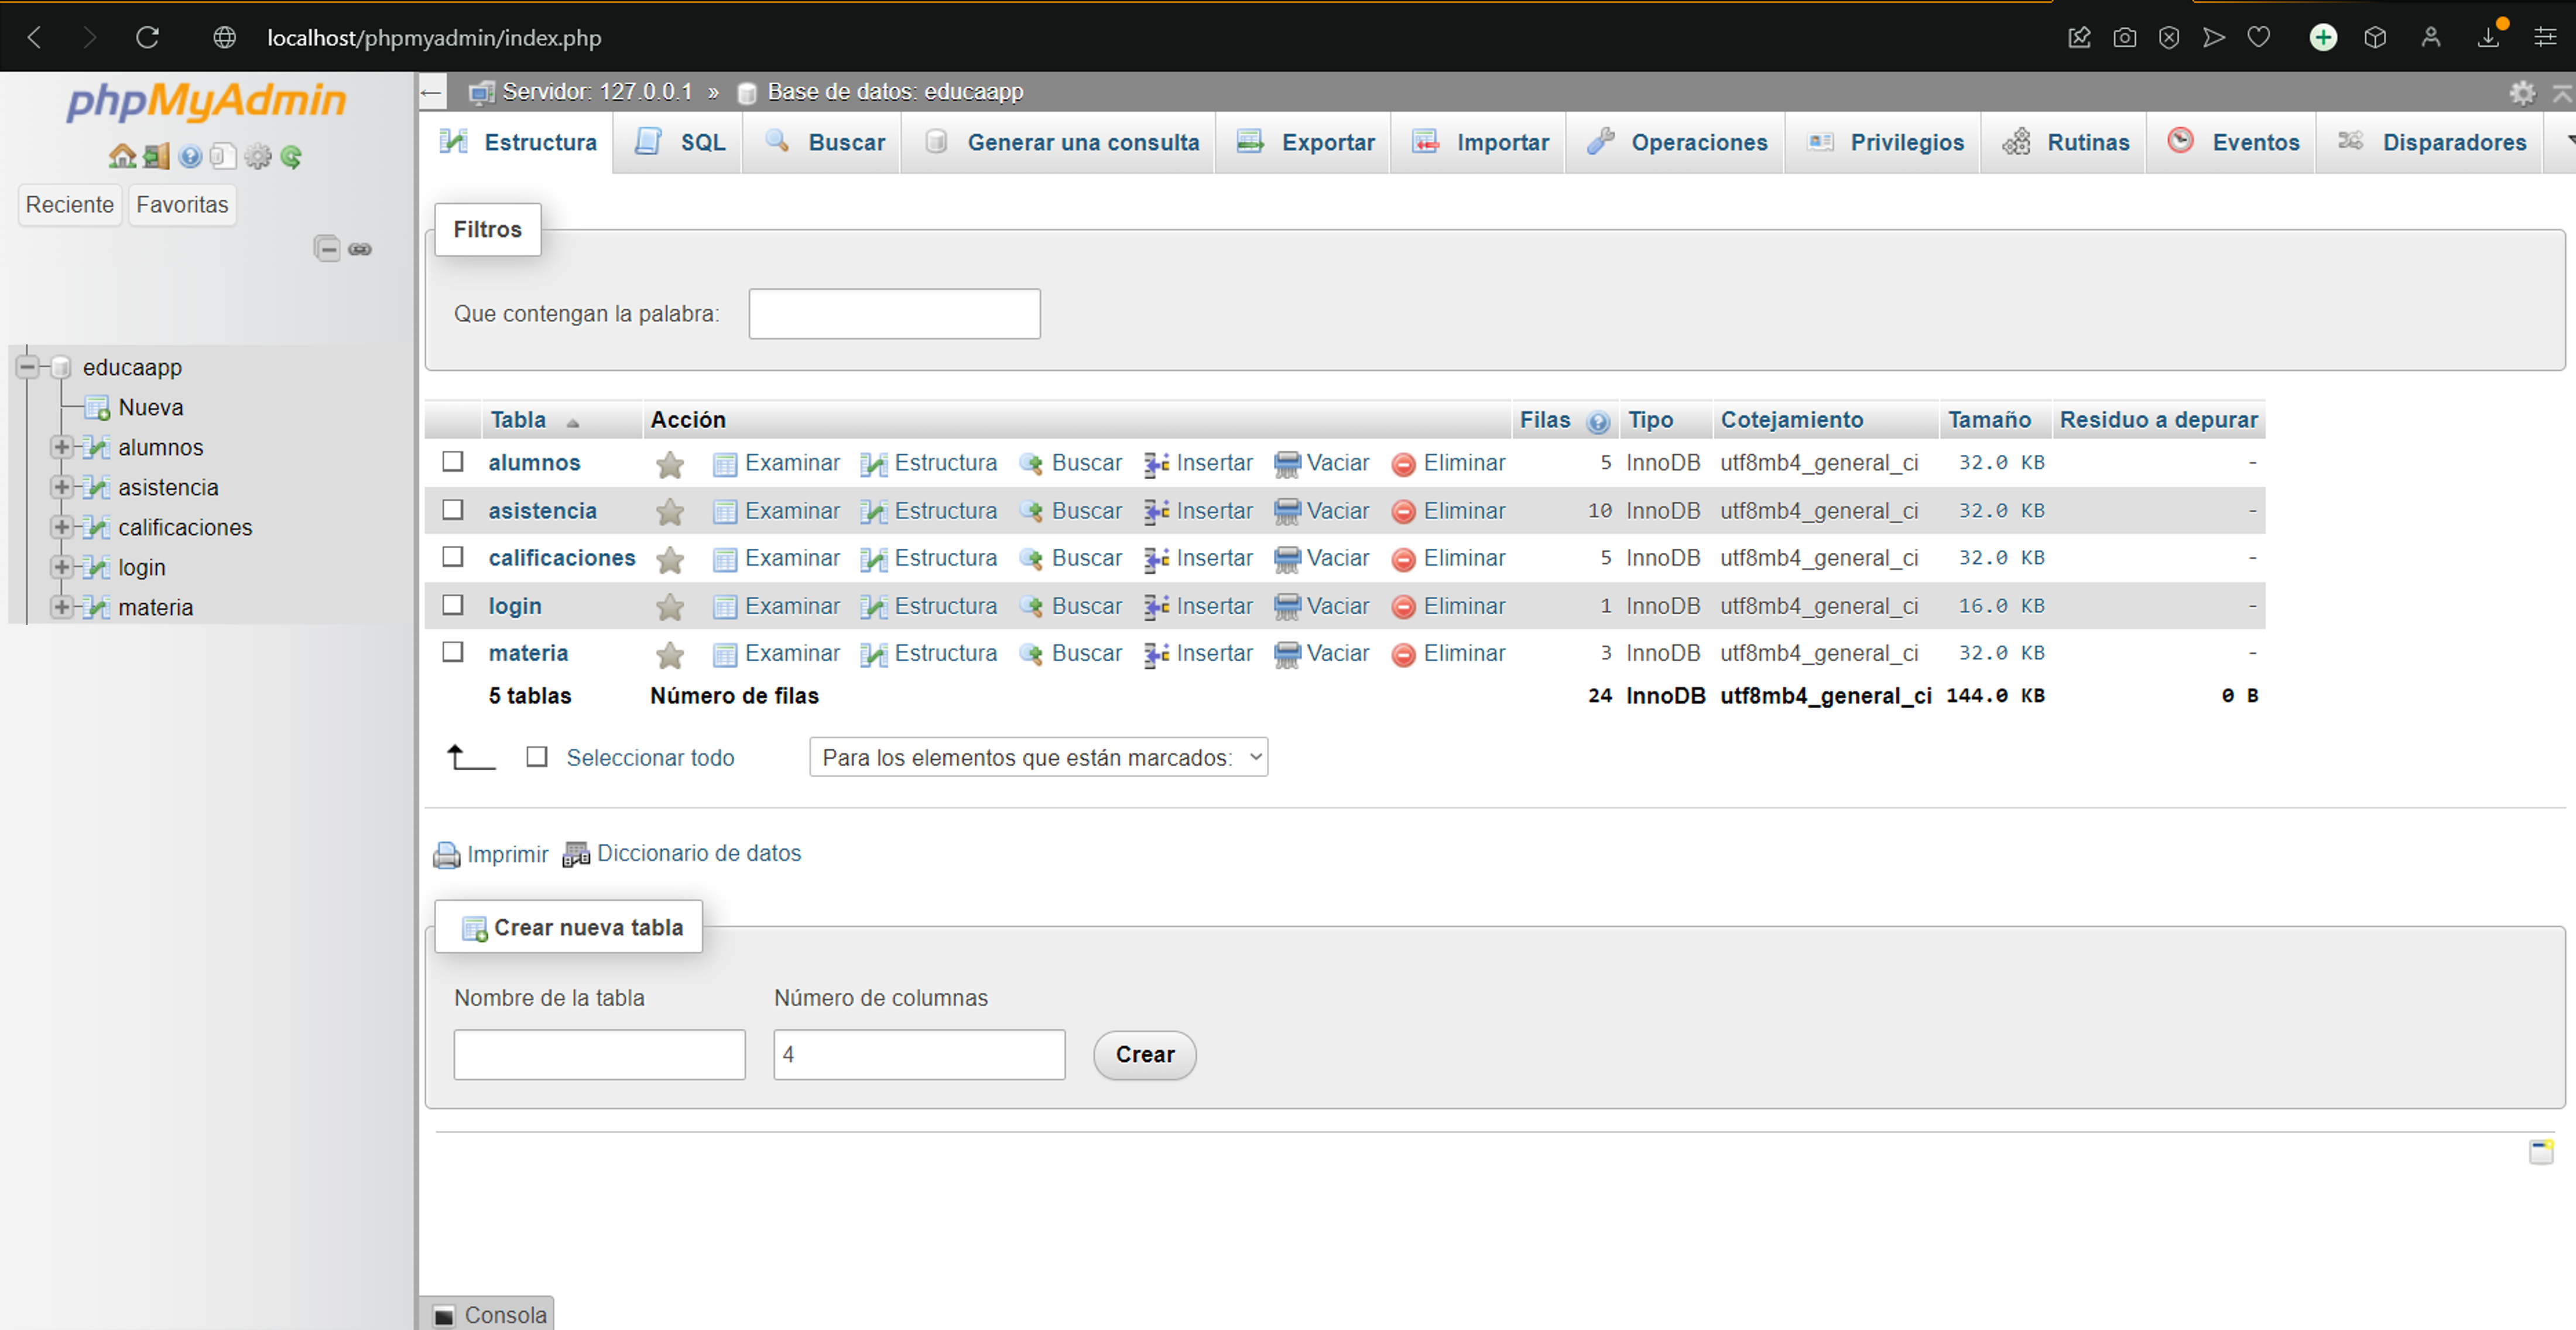 localhost/phpmyadmin/index.php
phpMyAdmin
Reciente Favoritas
educaapp
Nueva
alumnos
asistencia
calificaciones
login
materia
Servidor: 127.0.0.1 » Base de datos: educaapp
Estructura SQL Buscar Generar una consulta Exportar Importar Operaciones Privilegios Rutinas Eventos Disparadores
Filtros
Que contengan la palabra:
Tabla Acción Filas Tipo Cotejamiento Tamaño Residuo a depurar
alumnos Examinar Estructura Buscar Insertar Vaciar Eliminar 5 InnoDB utf8mb4_general_ci 32.0 KB -
asistencia Examinar Estructura Buscar Insertar Vaciar Eliminar 10 InnoDB utf8mb4_general_ci 32.0 KB -
calificaciones Examinar Estructura Buscar Insertar Vaciar Eliminar 5 InnoDB utf8mb4_general_ci 32.0 KB -
login Examinar Estructura Buscar Insertar Vaciar Eliminar 1 InnoDB utf8mb4_general_ci 16.0 KB -
materia Examinar Estructura Buscar Insertar Vaciar Eliminar 3 InnoDB utf8mb4_general_ci 32.0 KB -
5 tablas Número de filas 24 InnoDB utf8mb4_general_ci 144.0 KB 0 B
Seleccionar todo Para los elementos que están marcados:
Imprimir Diccionario de datos
Crear nueva tabla
Nombre de la tabla Número de columnas
4 Crear
Consola